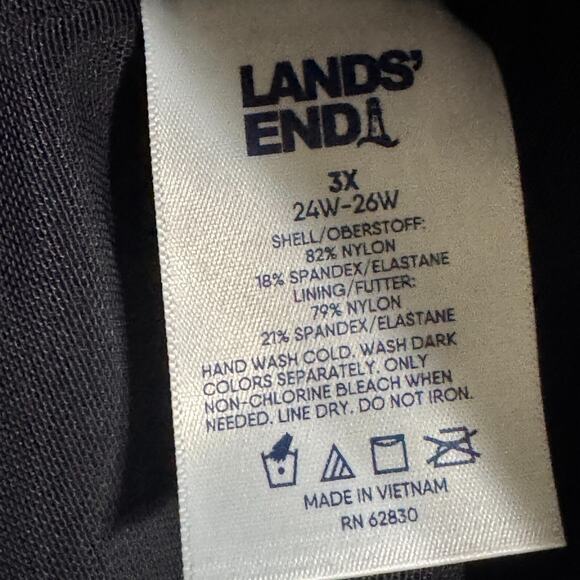 LANDS'
END
3X
24W-26W
SHELL/OBERSTOFF:
82% NYLON
18% SPANDEX/ELASTANE
LINING/FUTTER:
79% NYLON
21% SPANDEX/ELASTANE
HAND WASH COLD. WASH DARK
COLORS SEPARATELY. ONLY
NON-CHLORINE BLEACH WHEN
NEEDED. LINE DRY. DO NOT IRON.
MADE IN VIETNAM
RN 62830